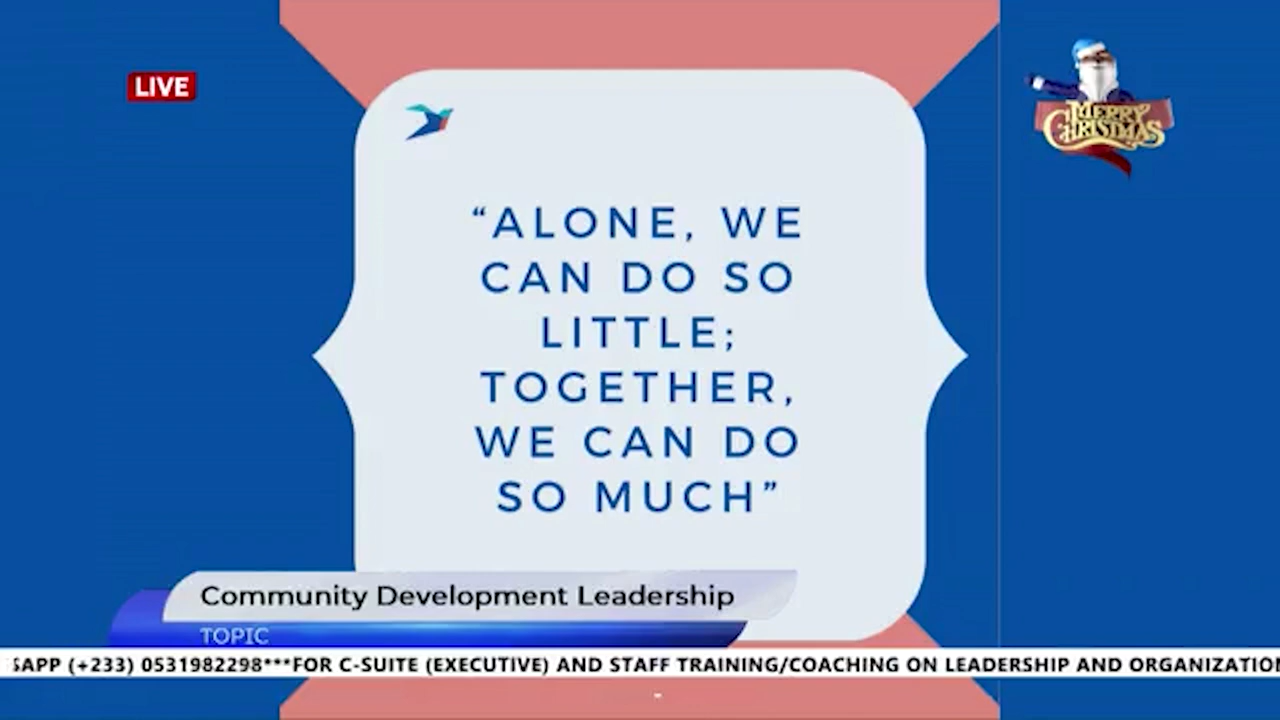 LIVE
MERRY
CHRISTMAS
“ALONE, WE
CAN DO SO
LITTLE;
TOGETHER,
WE CAN DO
SO MUCH”
Community Development Leadership
TOPIC
SAPP (+233) 0531982298***FOR C-SUITE (EXECUTIVE) AND STAFF TRAINING/COACHING ON LEADERSHIP AND ORGANIZATION